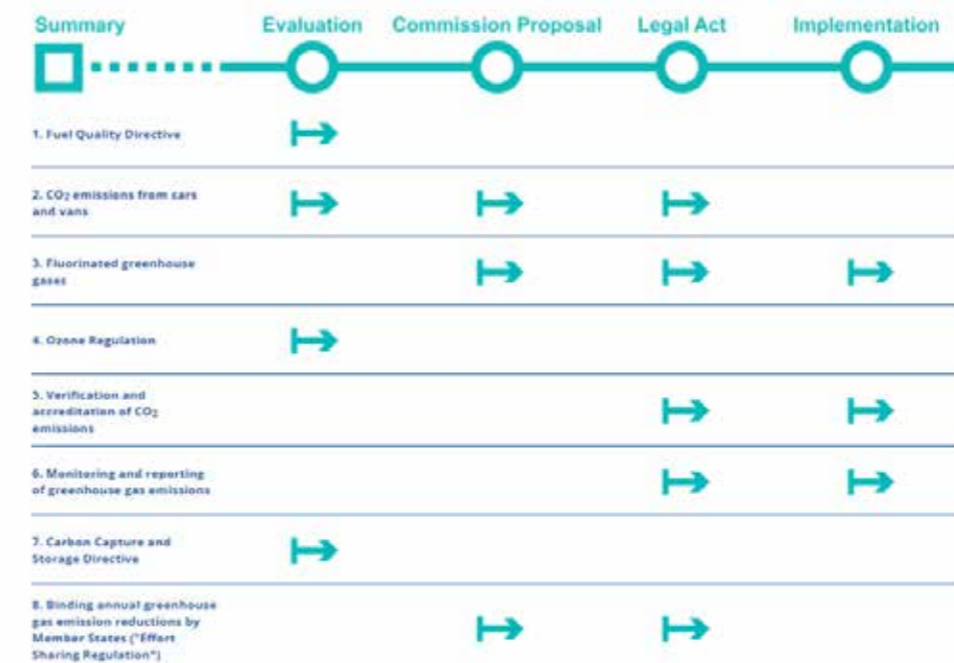 Summary Evaluation Commission Proposal Legal Act Implementation
1. Fuel Quality Directive
2. CO₂ emissions from cars
and vans
3. Fluorinated greenhouse
gases
4. Ozone Regulation
5. Verification and
accreditation of CO₂
emissions
6. Monitoring and reporting
of greenhouse gas emissions
7. Carbon Capture and
Storage Directive
8. Binding annual greenhouse
gas emission reductions by
Member States ("Effort
Sharing Regulation")